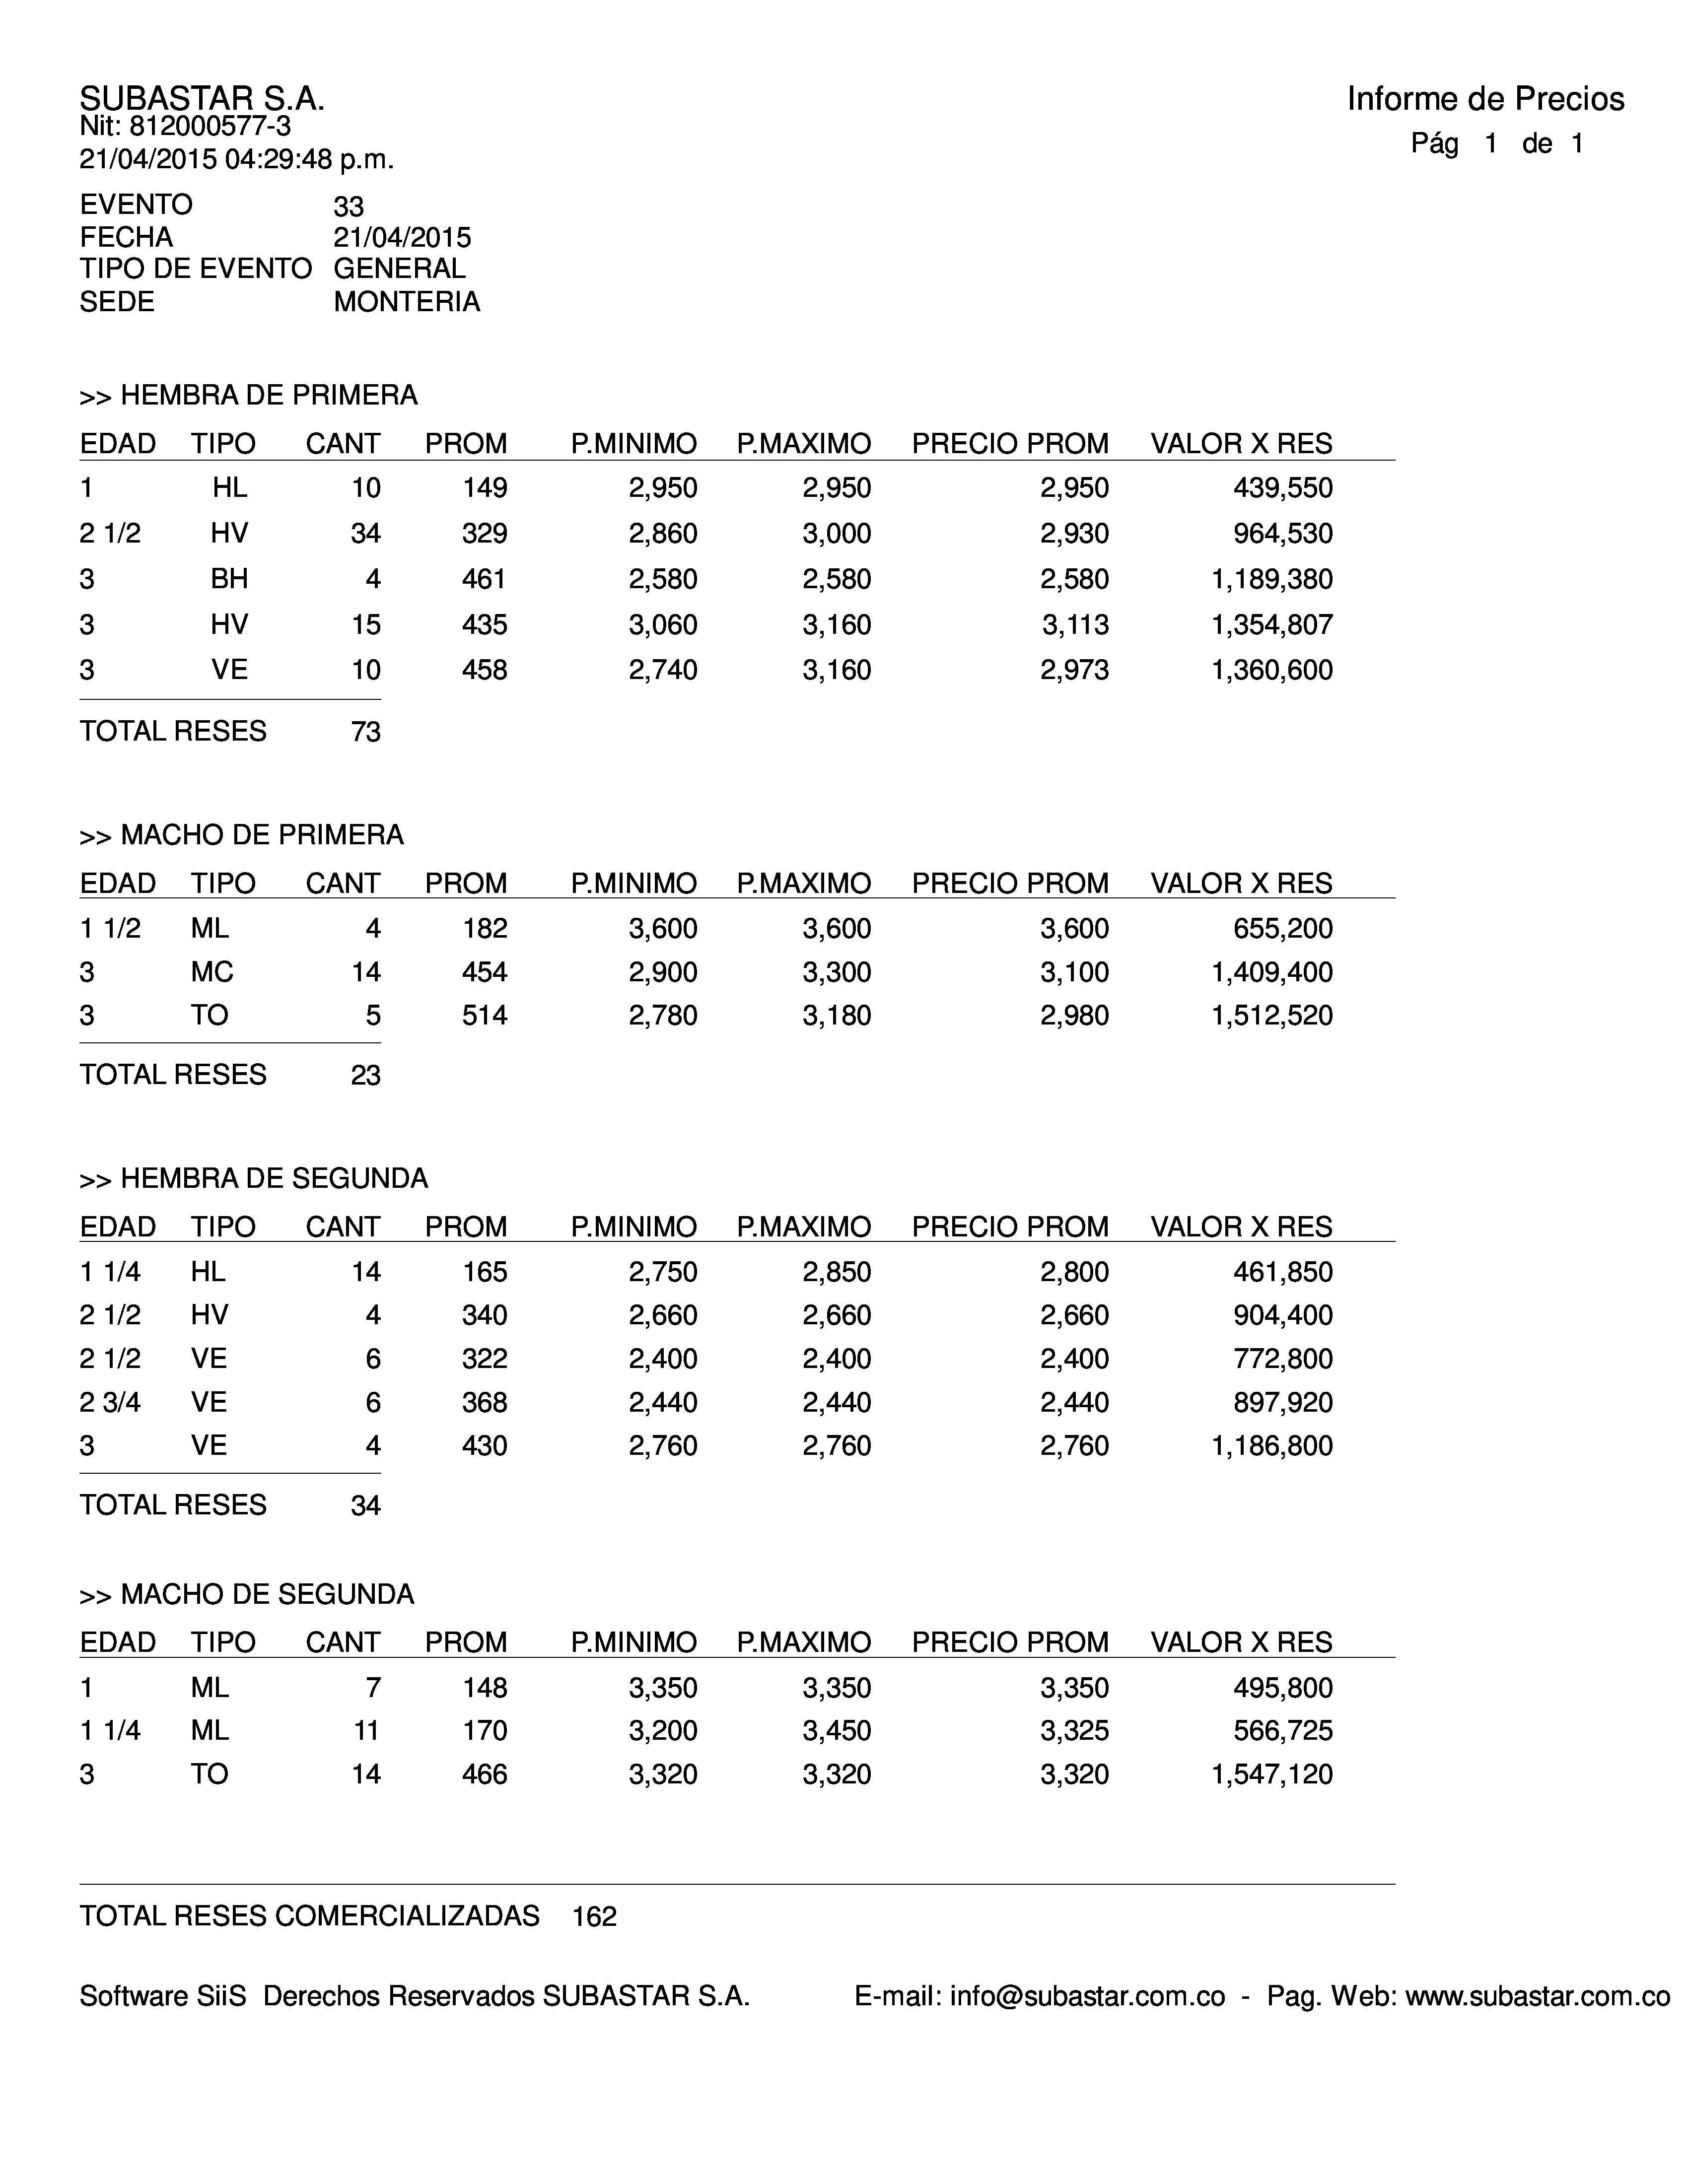 SUBASTAR S.A.
Informe de Precios
Nit: 812000577-3
Pág 1 de 1
21/04/2015 04:29:48 p.m.
EVENTO 33
FECHA 21/04/2015
TIPO DE EVENTO GENERAL
SEDE MONTERIA
>> HEMBRA DE PRIMERA
EDAD TIPO CANT PROM P.MINIMO P.MAXIMO PRECIO PROM VALOR X RES
1 HL 10 149 2,950 2,950 2,950 439,550
2 1/2 HV 34 329 2,860 3,000 2,930 964,530
3 BH 4 461 2,580 2,580 2,580 1,189,380
3 HV 15 435 3,060 3,160 3,113 1,354,807
3 VE 10 458 2,740 3,160 2,973 1,360,600
TOTAL RESES 73
>> MACHO DE PRIMERA
EDAD TIPO CANT PROM P.MINIMO P.MAXIMO PRECIO PROM VALOR X RES
1 1/2 ML 4 182 3,600 3,600 3,600 655,200
3 MC 14 454 2,900 3,300 3,100 1,409,400
3 TO 5 514 2,780 3,180 2,980 1,512,520
TOTAL RESES 23
>> HEMBRA DE SEGUNDA
EDAD TIPO CANT PROM P.MINIMO P.MAXIMO PRECIO PROM VALOR X RES
1 1/4 HL 14 165 2,750 2,850 2,800 461,850
2 1/2 HV 4 340 2,660 2,660 2,660 904,400
2 1/2 VE 6 322 2,400 2,400 2,400 772,800
2 3/4 VE 6 368 2,440 2,440 2,440 897,920
3 VE 4 430 2,760 2,760 2,760 1,186,800
TOTAL RESES 34
>> MACHO DE SEGUNDA
EDAD TIPO CANT PROM P.MINIMO P.MAXIMO PRECIO PROM VALOR X RES
1 ML 7 148 3,350 3,350 3,350 495,800
1 1/4 ML 11 170 3,200 3,450 3,325 566,725
3 TO 14 466 3,320 3,320 3,320 1,547,120
TOTAL RESES COMERCIALIZADAS 162
Software SiiS Derechos Reservados SUBASTAR S.A. E-mail: info@subastar.com.co - Pag. Web: www.subastar.com.co